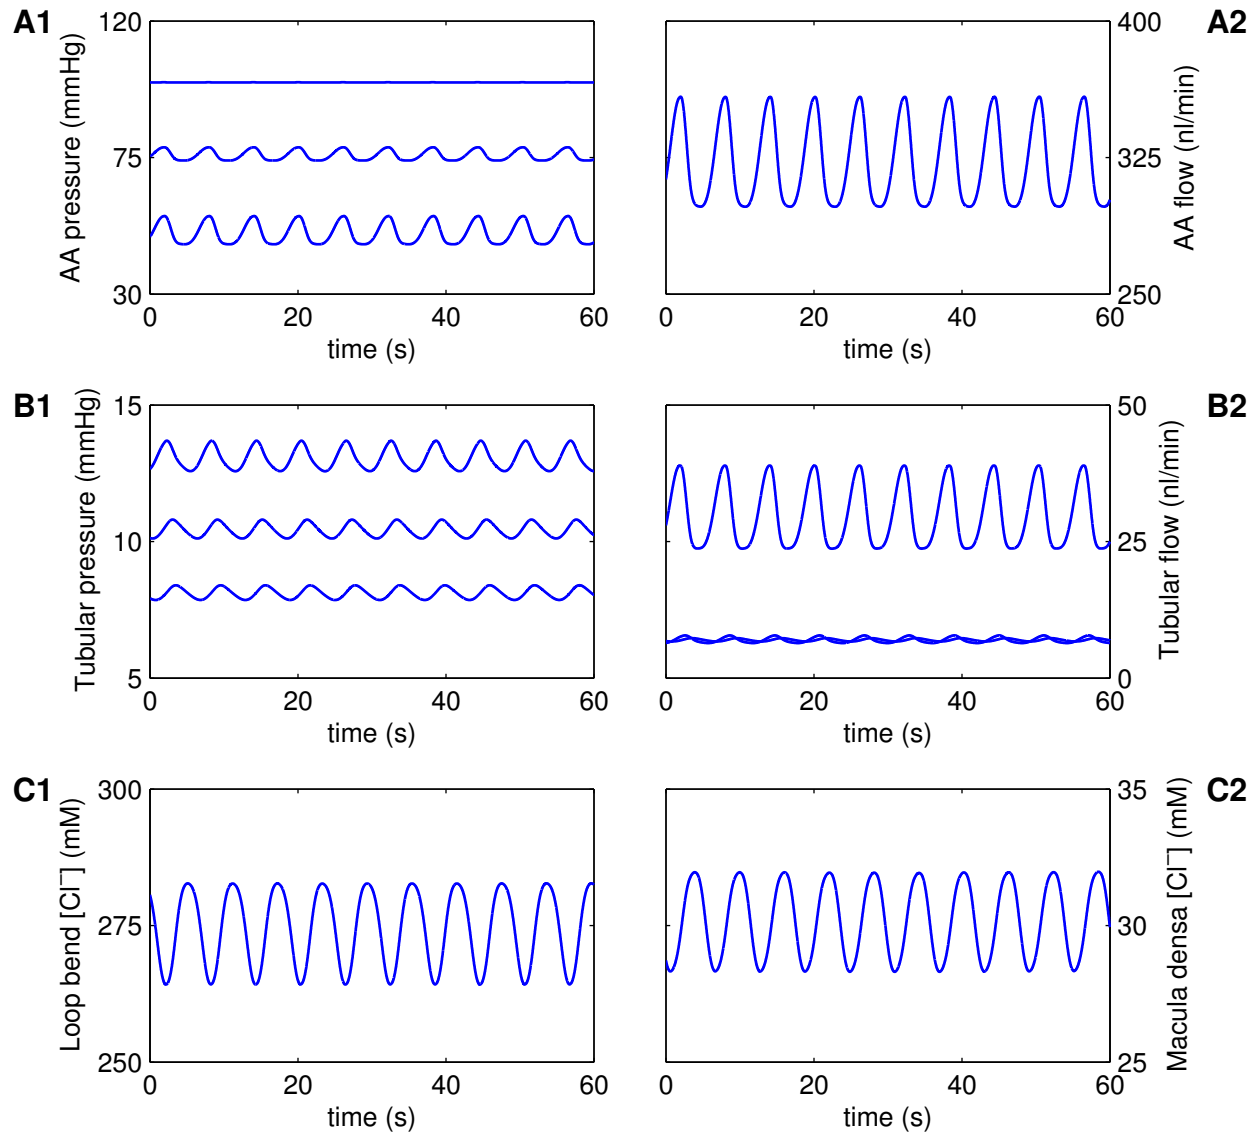 A1
120
75
30
AA pressure (mmHg)
0 20 40 60
time (s)
A2
400
325
250
AA flow (nl/min)
0 20 40 60
time (s)
B1
15
10
5
Tubular pressure (mmHg)
0 20 40 60
time (s)
B2
50
25
0
Tubular flow (nl/min)
0 20 40 60
time (s)
C1
300
275
250
Loop bend [Cl⁻] (mM)
0 20 40 60
time (s)
C2
35
30
25
Macula densa [Cl⁻] (mM)
0 20 40 60
time (s)